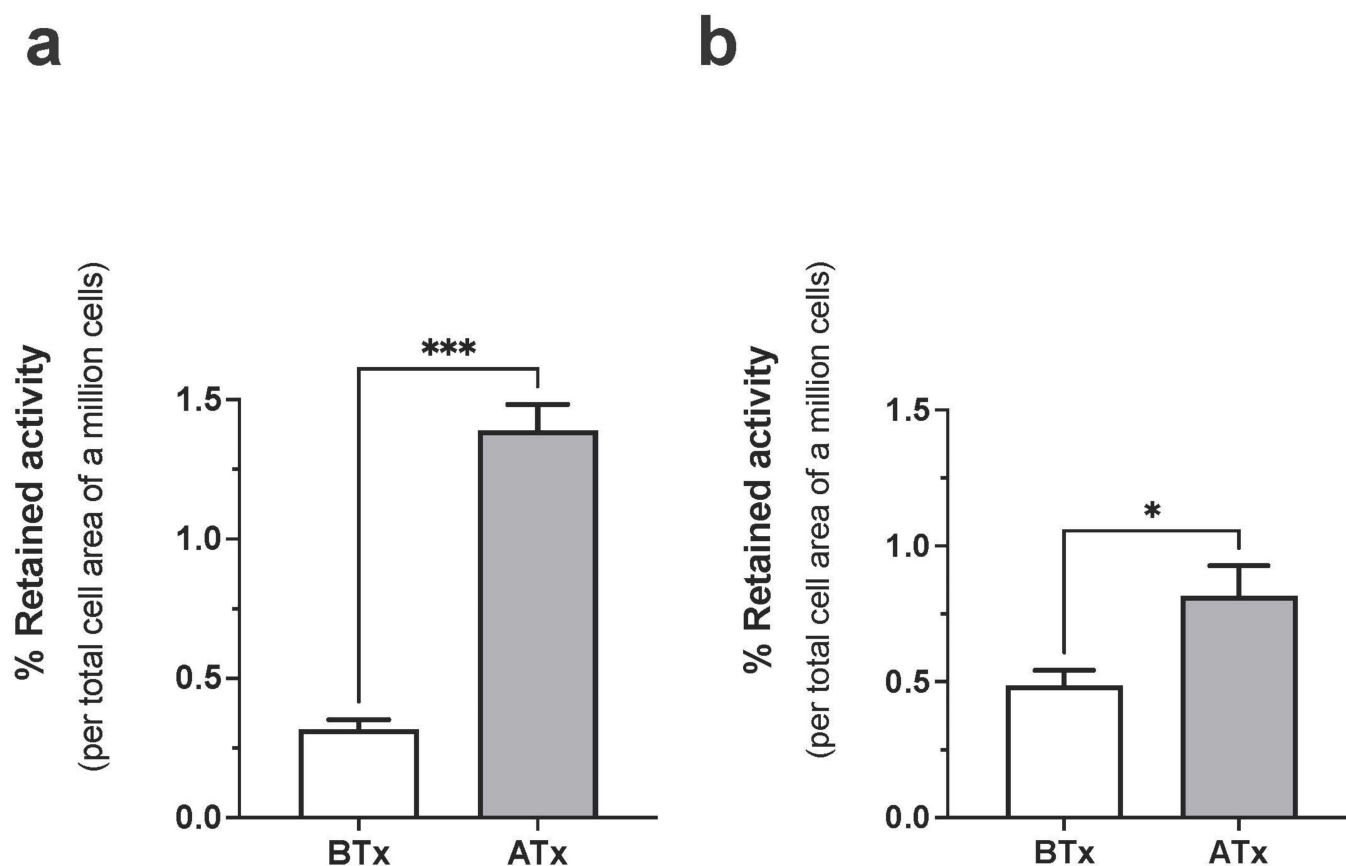 a
% Retained activity
(per total cell area of a million cells)
***
1.5
1.0
0.5
0.0
BTx
ATx
b
% Retained activity
(per total cell area of a million cells)
*
1.5
1.0
0.5
0.0
BTx
ATx